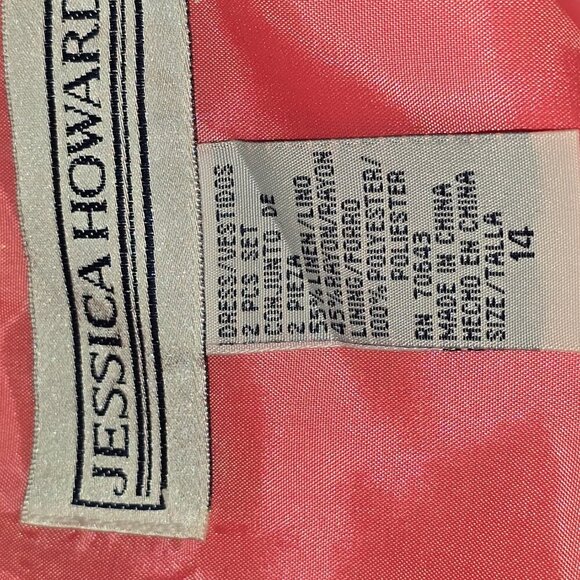 JESSICA HOWARD
DRESS/VESTIDOS
2 PCS SET
CONJUNTO DE
2 PIEZA
55% LINEN/LINO
45% RAYON/RAYON
LINING/FORRO
100% POLYESTER/
POLIESTER
RN 70643
MADE IN CHINA
HECHO EN CHINA
SIZE/TALLA
14